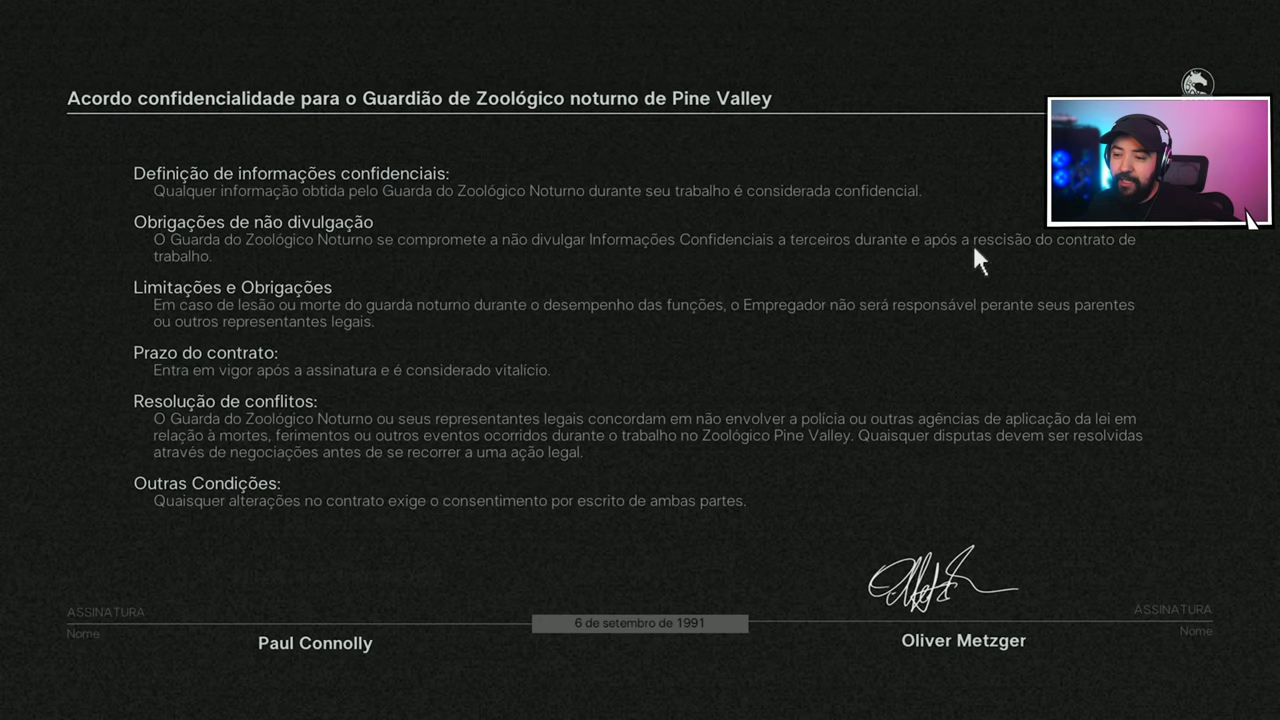 Acordo confidencialidade para o Guardião de Zoológico noturno de Pine Valley
Definição de informações confidenciais:
Qualquer informação obtida pelo Guarda do Zoológico Noturno durante seu trabalho é considerada confidencial.
Obrigações de não divulgação
O Guarda do Zoológico Noturno se compromete a não divulgar Informações Confidenciais a terceiros durante e após a rescisão do contrato de
trabalho.
Limitações e Obrigações
Em caso de lesão ou morte do guarda noturno durante o desempenho das funções, o Empregador não será responsável perante seus parentes
ou outros representantes legais.
Prazo do contrato:
Entra em vigor após a assinatura e é considerado vitalício.
Resolução de conflitos:
O Guarda do Zoológico Noturno ou seus representantes legais concordam em não envolver a polícia ou outras agências de aplicação da lei em
relação à mortes, ferimentos ou outros eventos ocorridos durante o trabalho no Zoológico Pine Valley. Quaisquer disputas devem ser resolvidas
através de negociações antes de se recorrer a uma ação legal.
Outras Condições:
Quaisquer alterações no contrato exige o consentimento por escrito de ambas partes.
ASSINATURA
Nome
Paul Connolly
6 de setembro de 1991
ASSINATURA
Nome
Oliver Metzger